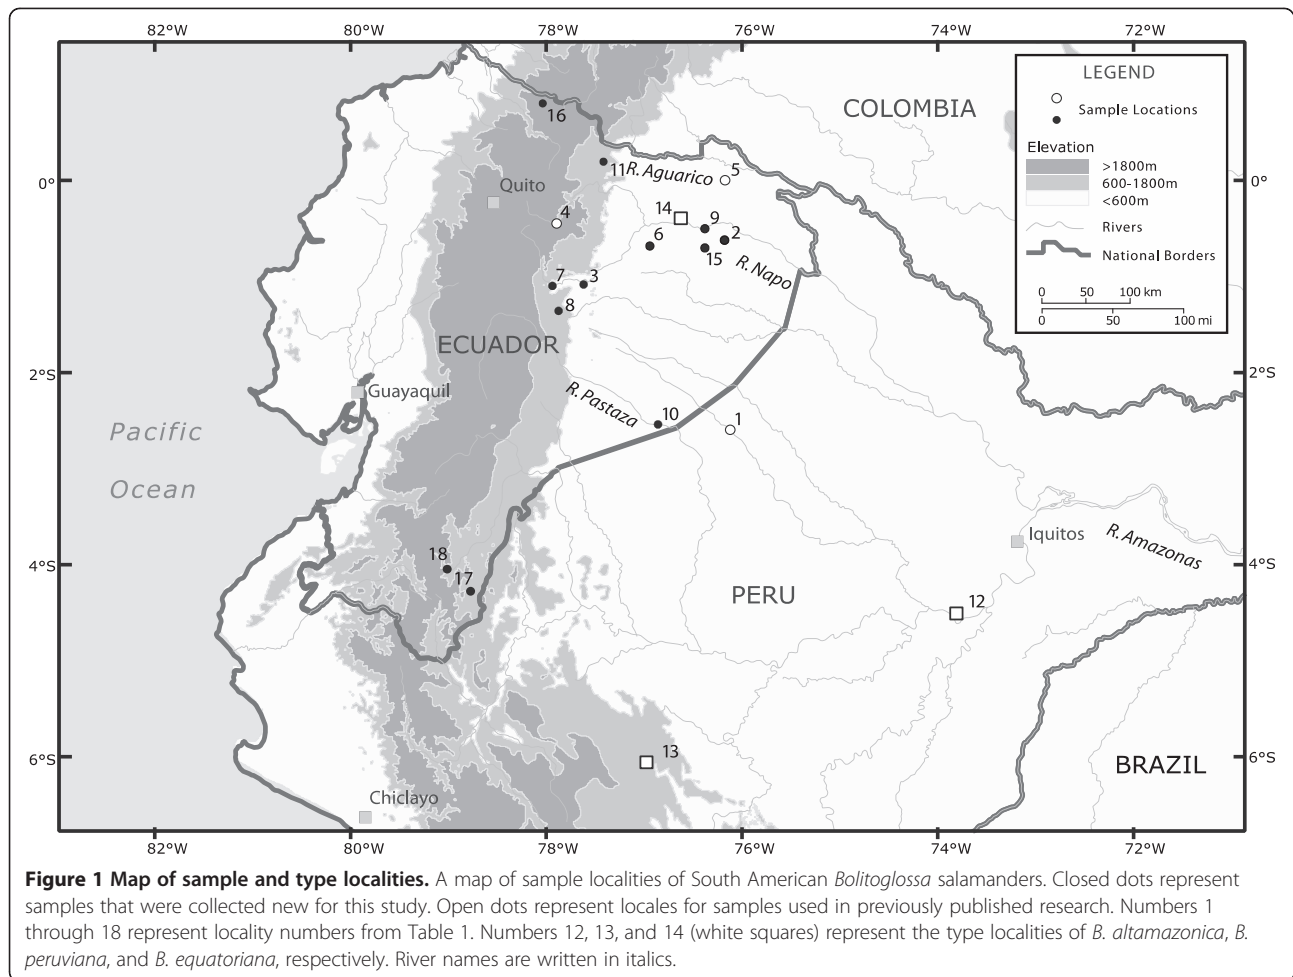 82°W 80°W 78°W 76°W 74°W 72°W
LEGEND
Sample Locations
Elevation
>1800m
600-1800m
<600m
Rivers
National Borders
0 50 100 km
0 50 100 mi
COLOMBIA
16
11
R. Aguarico
5
0°
0°
Quito
4
14
9
2
6
15
R. Napo
7
3
8
ECUADOR
2°S
2°S
Guayaquil
R. Pastaza
10
1
Pacific
Ocean
Iquitos
R. Amazonas
18
17
4°S
4°S
PERU
12
13
6°S
6°S
BRAZIL
Chiclayo
82°W 80°W 78°W 76°W 74°W 72°W
Figure 1 Map of sample and type localities. A map of sample localities of South American Bolitoglossa salamanders. Closed dots represent
samples that were collected new for this study. Open dots represent locales for samples used in previously published research. Numbers 1
through 18 represent locality numbers from Table 1. Numbers 12, 13, and 14 (white squares) represent the type localities of B. altamazonica, B.
peruviana, and B. equatoriana, respectively. River names are written in italics.